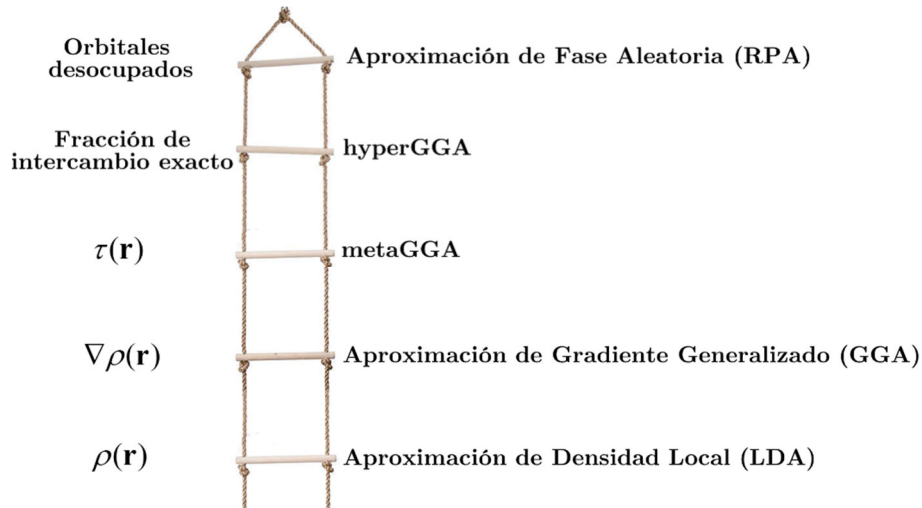 Orbitales
desocupados
Aproximación de Fase Aleatoria (RPA)
Fracción de
intercambio exacto
hyperGGA
τ(r)
metaGGA
∇ρ(r)
Aproximación de Gradiente Generalizado (GGA)
ρ(r)
Aproximación de Densidad Local (LDA)